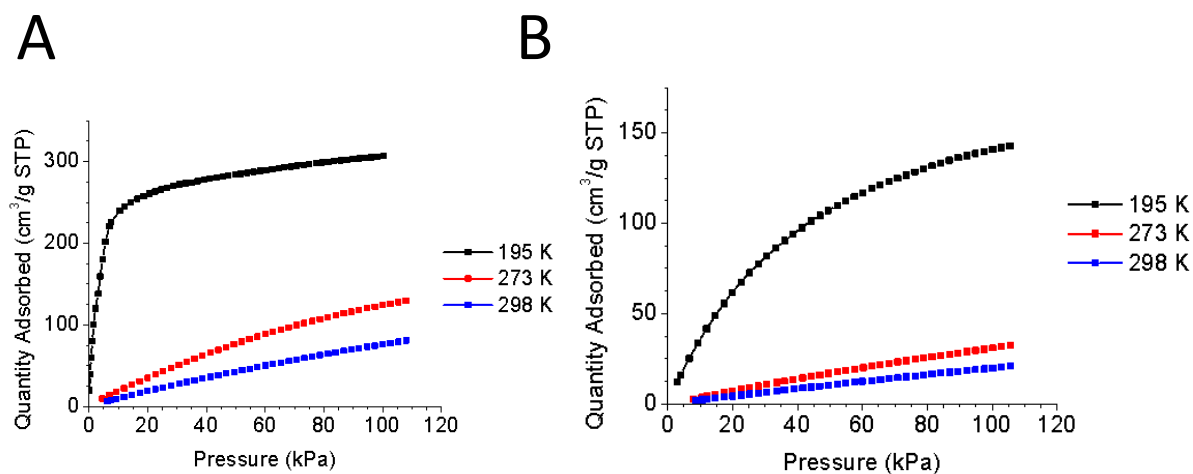 A
Quantity Adsorbed (cm³/g STP)
300
200
100
0
0 20 40 60 80 100 120
Pressure (kPa)
195 K
273 K
298 K
B
Quantity Adsorbed (cm³/g STP)
150
100
50
0
0 20 40 60 80 100 120
Pressure (kPa)
195 K
273 K
298 K